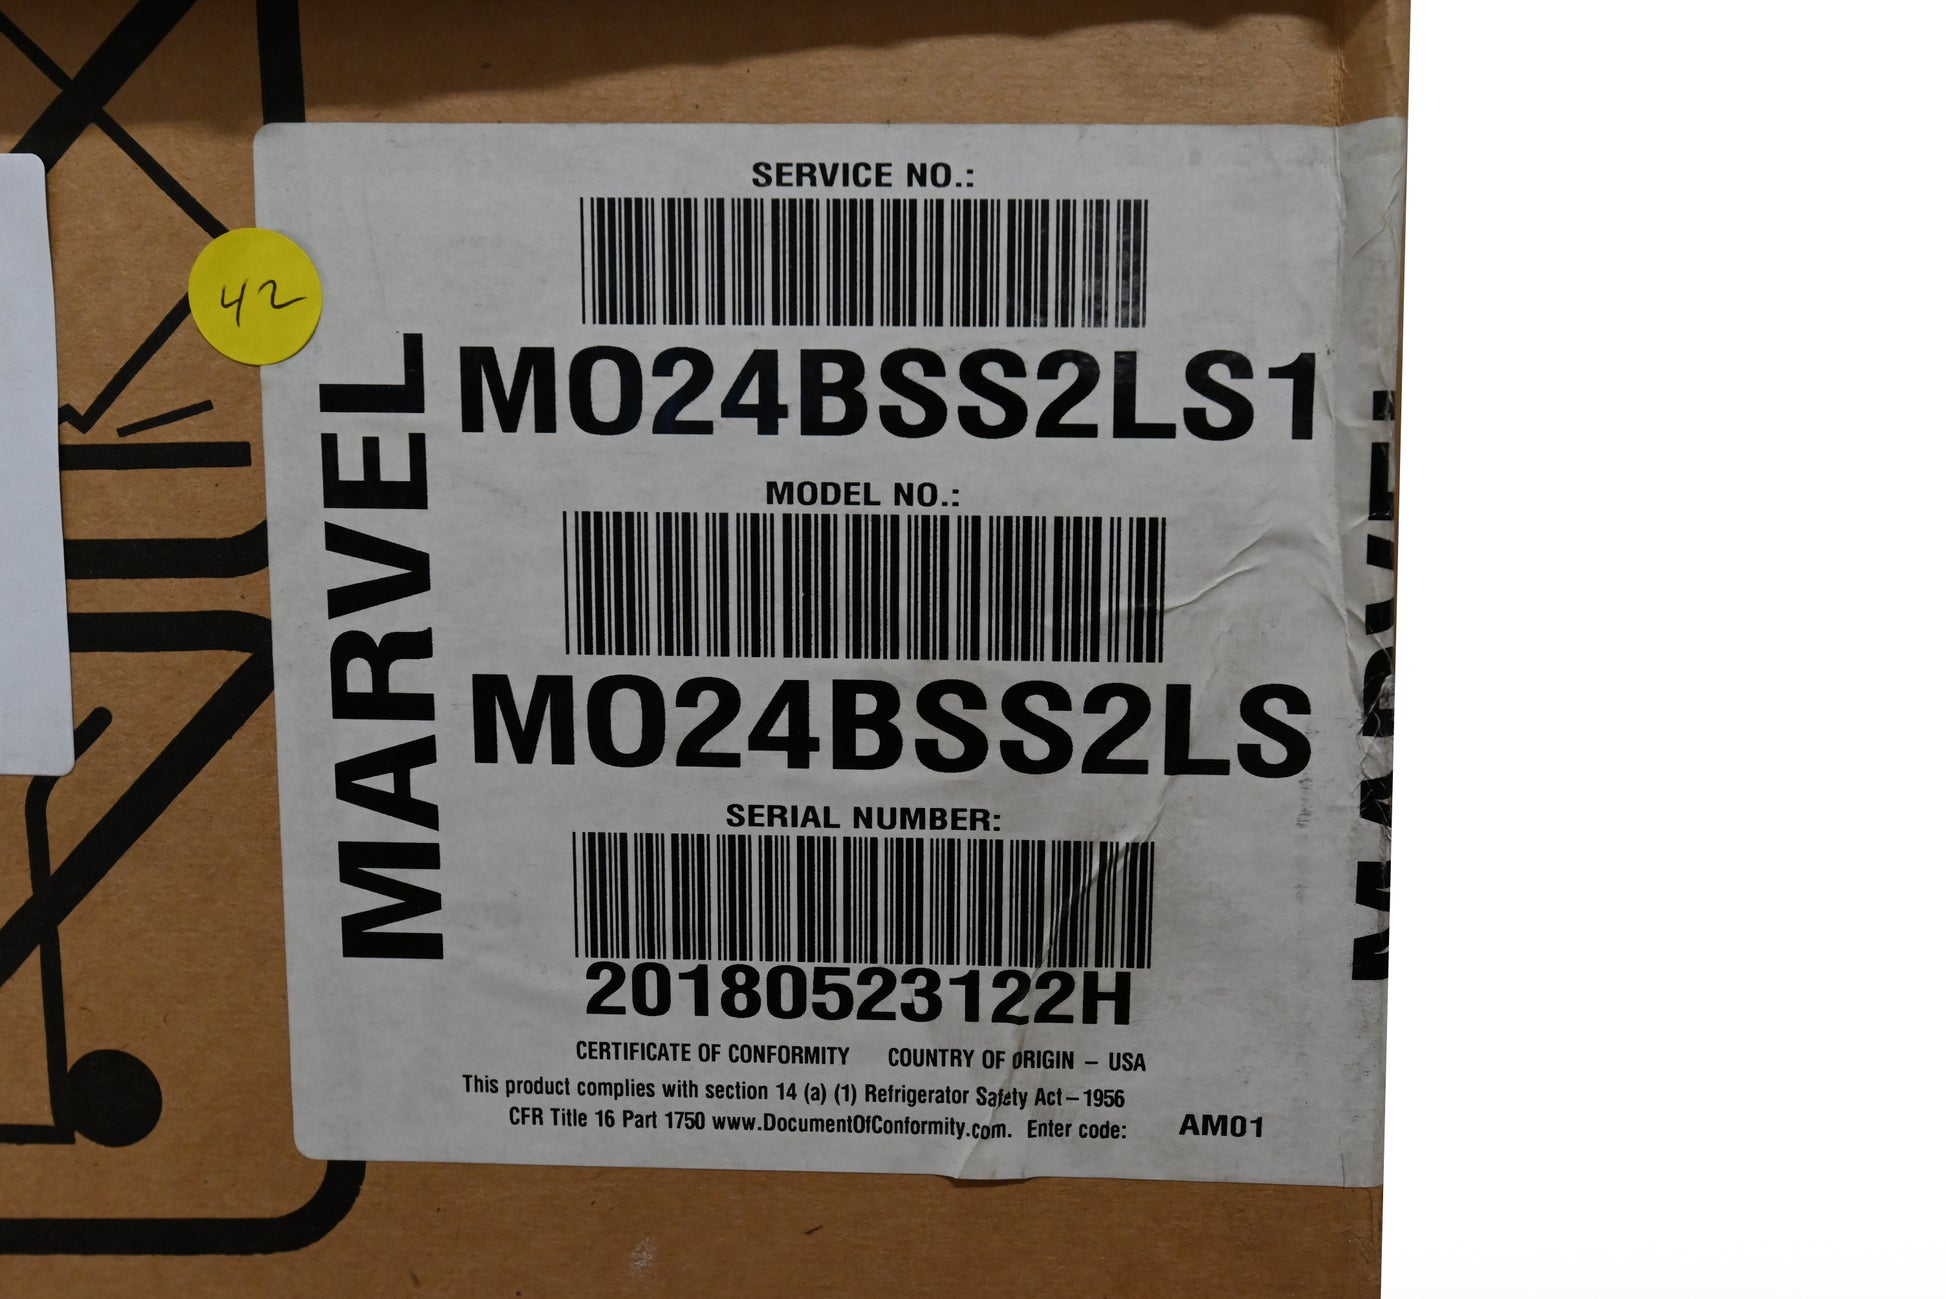 42
MARVEL
SERVICE NO.:
MO24BSS2LS1
MODEL NO.:
MO24BSS2LS
SERIAL NUMBER:
20180523122H
CERTIFICATE OF CONFORMITY COUNTRY OF ORIGIN – USA
This product complies with section 14 (a) (1) Refrigerator Safety Act – 1956
CFR Title 16 Part 1750 www.DocumentOfConformity.com. Enter code: AM01
MARVEL